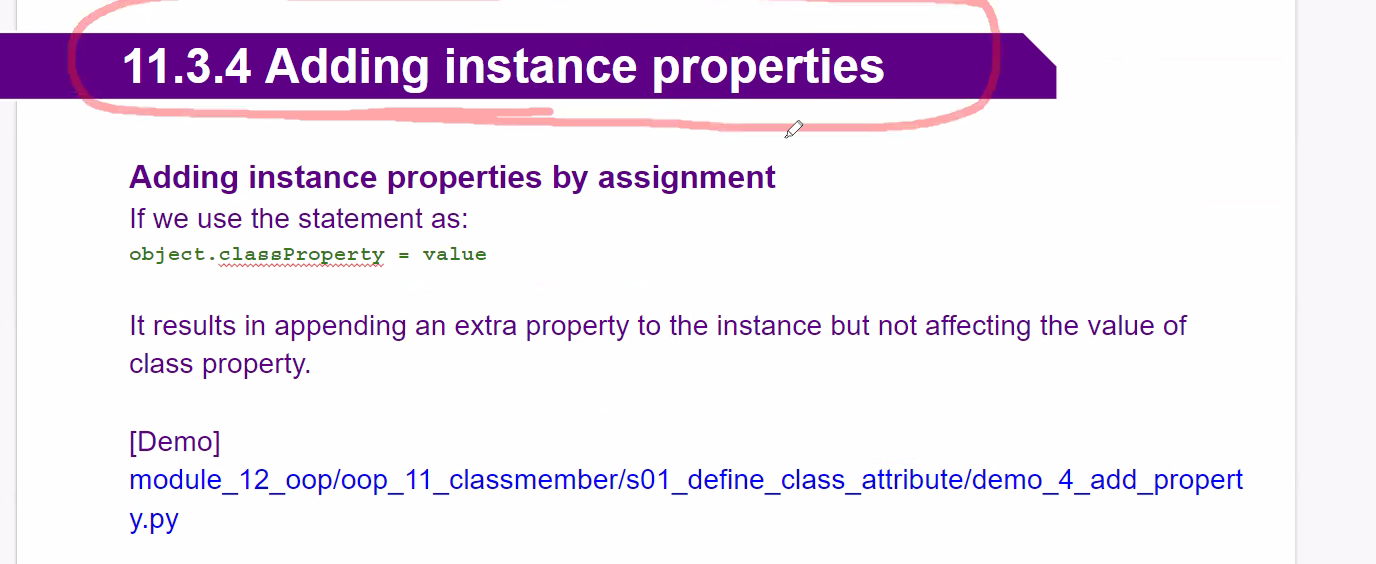 11.3.4 Adding instance properties
Adding instance properties by assignment
If we use the statement as:
object.classProperty = value
It results in appending an extra property to the instance but not affecting the value of
class property.
[Demo]
module_12_oop/oop_11_classmember/s01_define_class_attribute/demo_4_add_propert
y.py